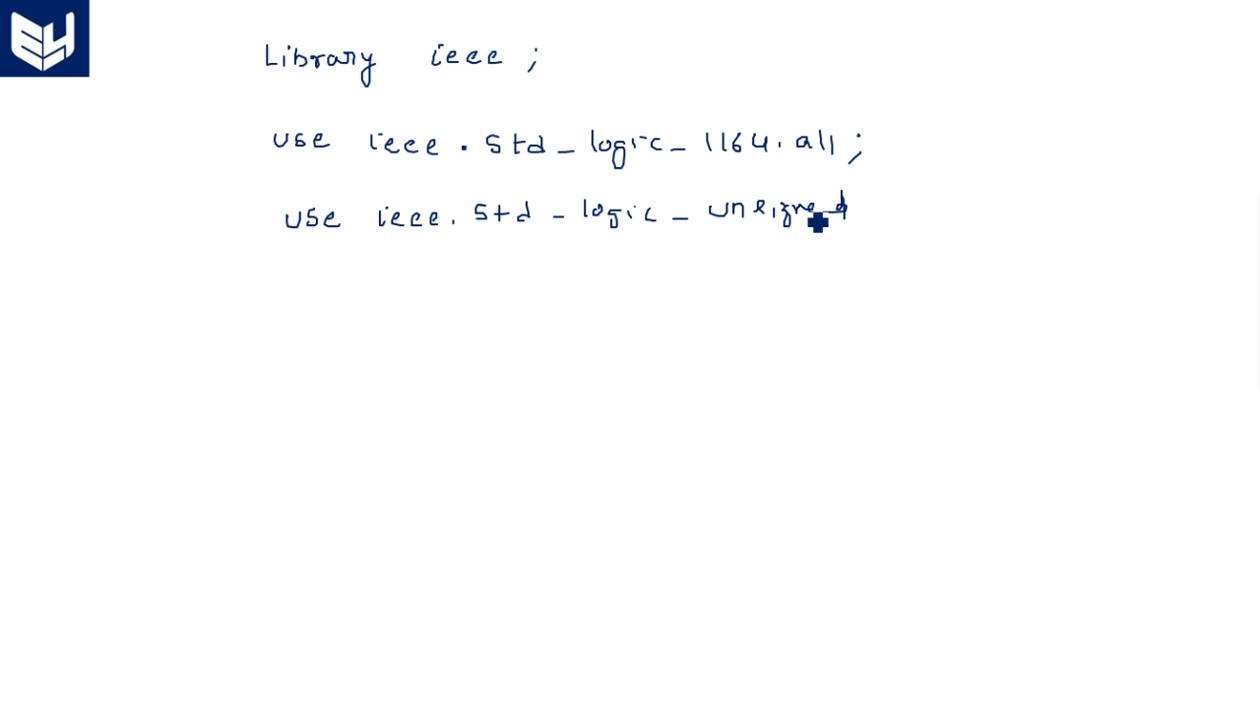 Library ieee ;
use ieee . std _ logic _ 1164 . all ;
use ieee . std _ logic _ unsigned